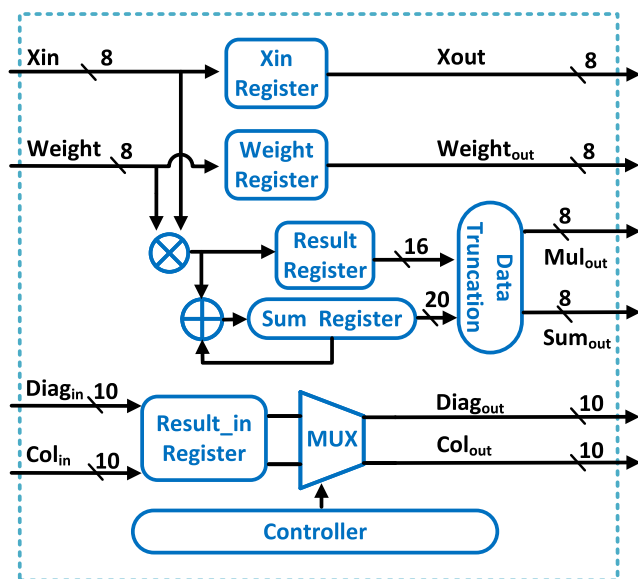 Xin 8 Xin Register Xout 8
Weight 8 Weight Register Weightout 8
Result Register 16
Data Truncation
8 Mulout
Sum Register 20
8 Sumout
Diagin 10
Result_in Register
MUX
Diagout 10
Colin 10
Colout 10
Controller